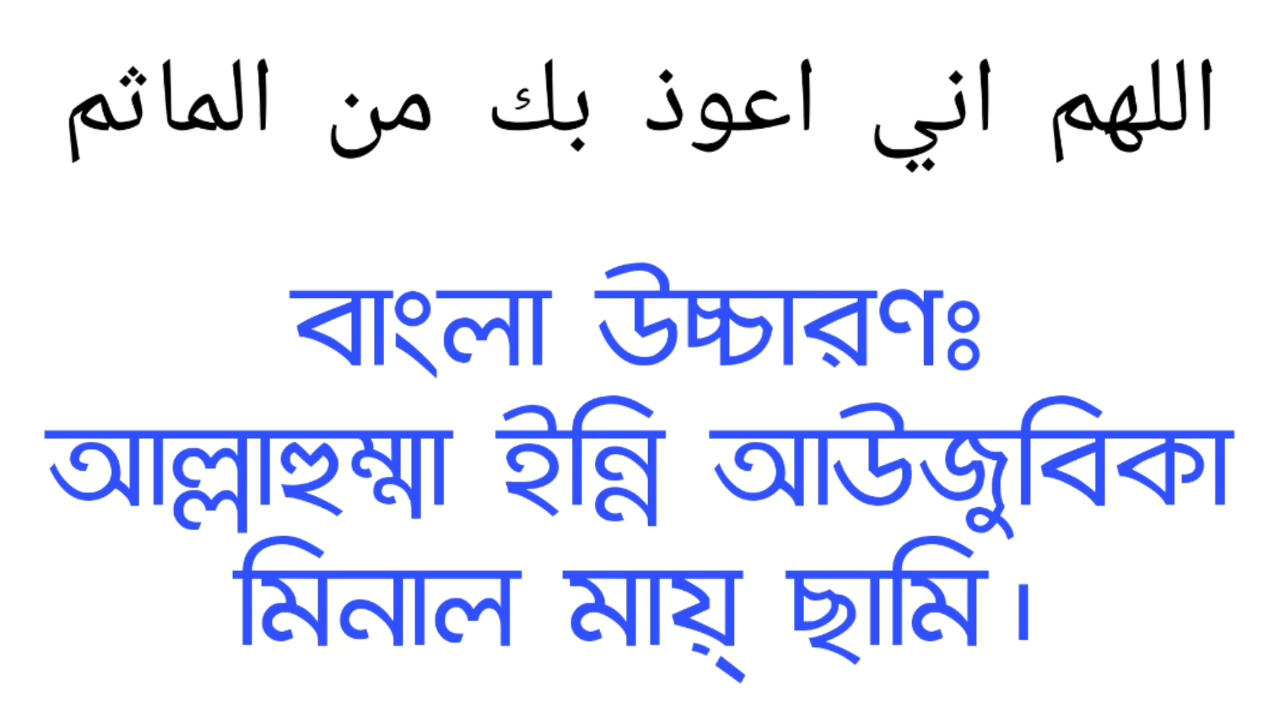 اللهم اني اعوذ بك من الماثم
বাংলা উচ্চারণঃ
আল্লাহুম্মা ইন্নি আউজুবিকা
মিনাল মায়্ ছামি।